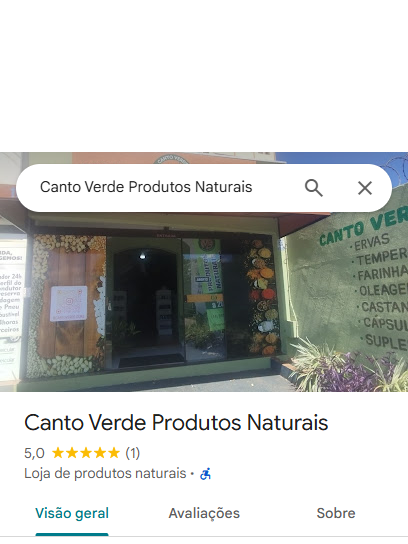 Canto Verde Produtos Naturais
CANTO VER
• ERVAS
• TEMPER
• FARINHA
• OLEAGE
• CASTAN
• CÁPSUL
• SUPLE
Canto Verde Produtos Naturais
5,0 ★★★★★ (1)
Loja de produtos naturais •
Visão geral
Avaliações
Sobre